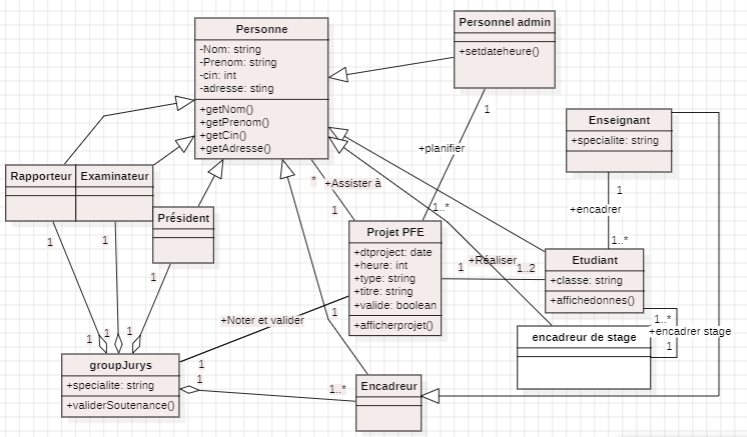 Personne
-Nom: string
-Prenom: string
-cin: int
-adresse: sting
+getNom()
+getPrenom()
+getCin()
+getAdresse()
Personnel admin
+setdateheure()
1
+planifier
1..*
Enseignant
+specialite: string
1
+encadrer
1..*
Rapporteur
Examinateur
Président
1
1
1
1
1
1
*
+Assister à
1
Projet PFE
+dtproject: date
+heure: int
+type: string
+titre: string
+valide: boolean
+afficherprojet()
1
+Réaliser
1..2
Etudiant
+classe: string
+affichedonnes()
1..*
+encadrer stage
1
encadreur de stage
+Noter et valider
1
1
groupJurys
+specialite: string
+validerSoutenance()
1
1..*
Encadreur